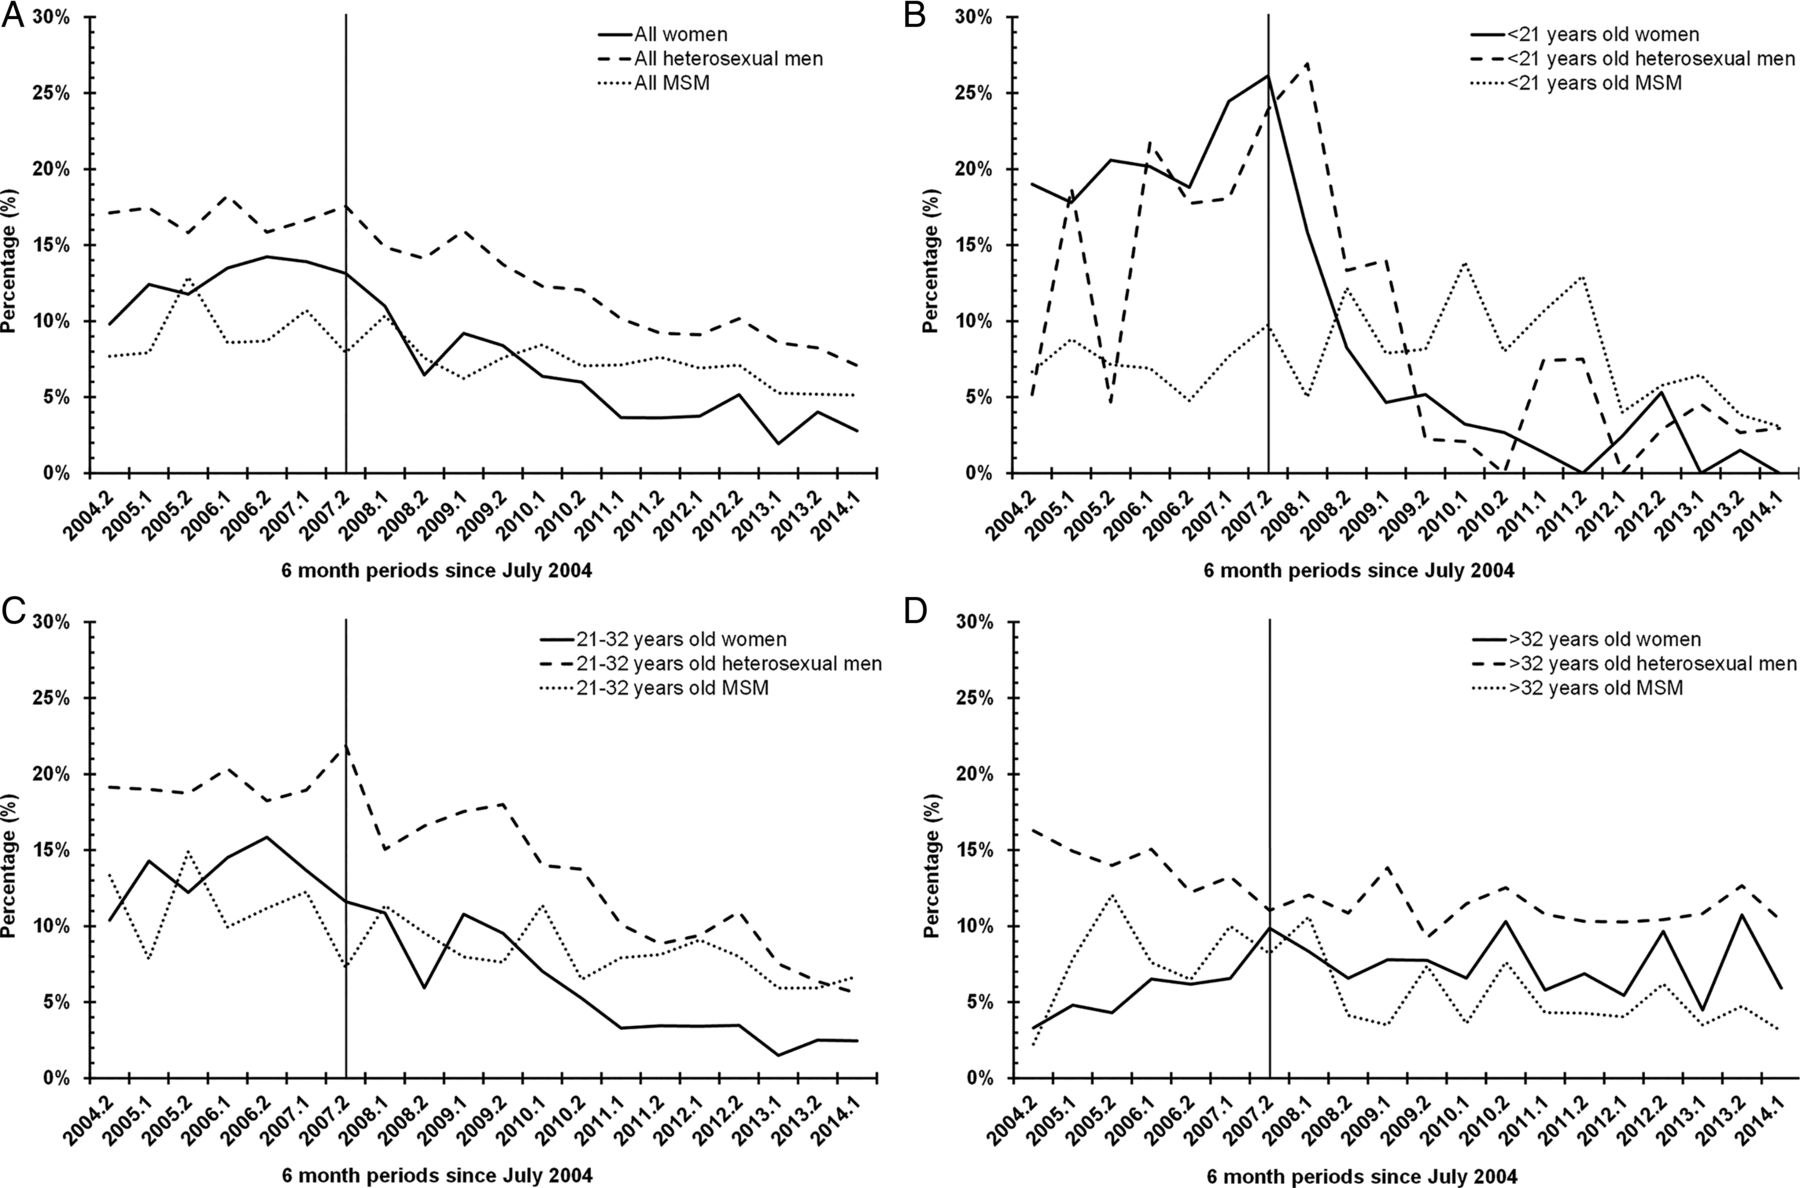 A
30%
25%
20%
15%
10%
5%
0%
Percentage (%)
All women
All heterosexual men
All MSM
2004.2 2005.1 2005.2 2006.1 2006.2 2007.1 2007.2 2008.1 2008.2 2009.1 2009.2 2010.1 2010.2 2011.1 2011.2 2012.1 2012.2 2013.1 2013.2 2014.1
6 month periods since July 2004
B
30%
25%
20%
15%
10%
5%
0%
Percentage (%)
<21 years old women
<21 years old heterosexual men
<21 years old MSM
2004.2 2005.1 2005.2 2006.1 2006.2 2007.1 2007.2 2008.1 2008.2 2009.1 2009.2 2010.1 2010.2 2011.1 2011.2 2012.1 2012.2 2013.1 2013.2 2014.1
6 month periods since July 2004
C
30%
25%
20%
15%
10%
5%
0%
Percentage (%)
21-32 years old women
21-32 years old heterosexual men
21-32 years old MSM
2004.2 2005.1 2005.2 2006.1 2006.2 2007.1 2007.2 2008.1 2008.2 2009.1 2009.2 2010.1 2010.2 2011.1 2011.2 2012.1 2012.2 2013.1 2013.2 2014.1
6 month periods since July 2004
D
30%
25%
20%
15%
10%
5%
0%
Percentage (%)
>32 years old women
>32 years old heterosexual men
>32 years old MSM
2004.2 2005.1 2005.2 2006.1 2006.2 2007.1 2007.2 2008.1 2008.2 2009.1 2009.2 2010.1 2010.2 2011.1 2011.2 2012.1 2012.2 2013.1 2013.2 2014.1
6 month periods since July 2004